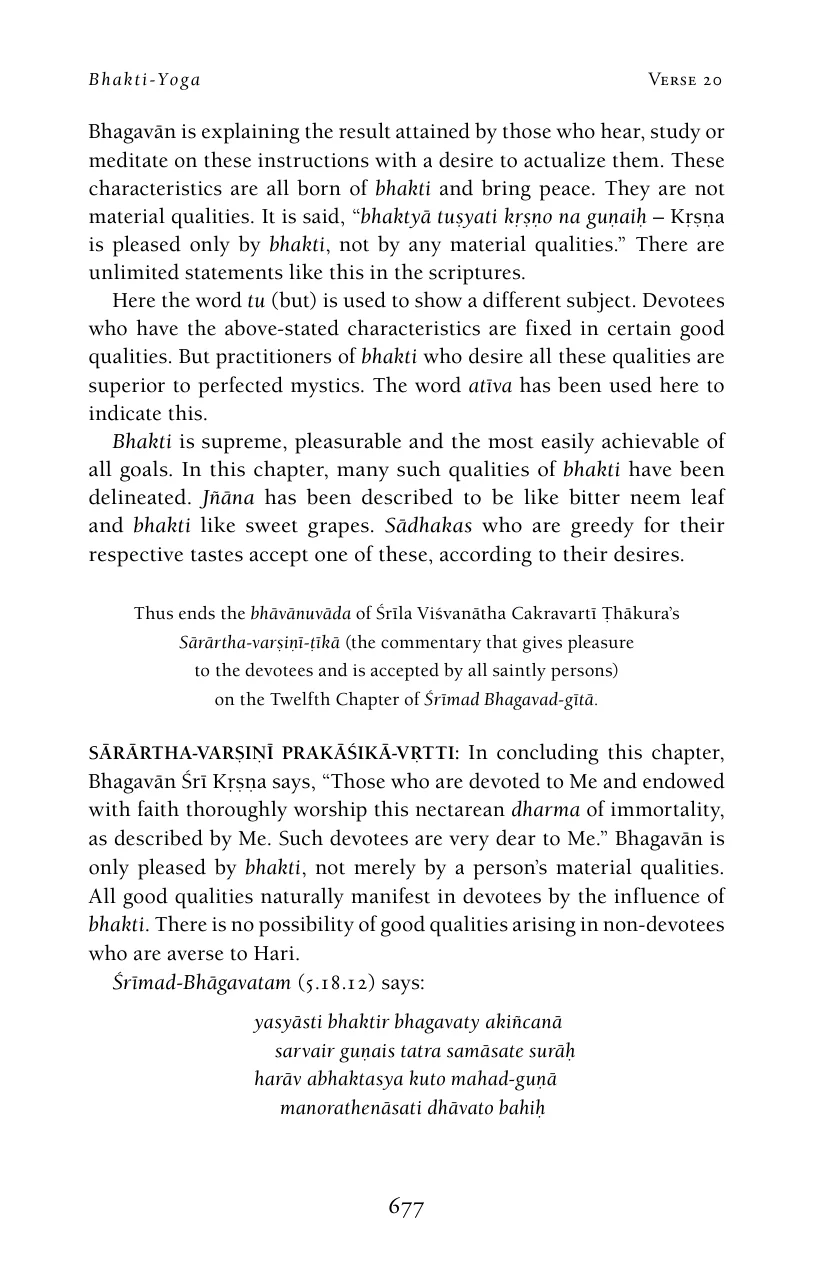 Bhakti-Yoga Verse 20
Bhagavān is explaining the result attained by those who hear, study or
meditate on these instructions with a desire to actualize them. These
characteristics are all born of bhakti and bring peace. They are not
material qualities. It is said, “bhaktyā tuṣyati kṛṣṇo na guṇaiḥ – Kṛṣṇa
is pleased only by bhakti, not by any material qualities.” There are
unlimited statements like this in the scriptures.
Here the word tu (but) is used to show a different subject. Devotees
who have the above-stated characteristics are fixed in certain good
qualities. But practitioners of bhakti who desire all these qualities are
superior to perfected mystics. The word atīva has been used here to
indicate this.
Bhakti is supreme, pleasurable and the most easily achievable of
all goals. In this chapter, many such qualities of bhakti have been
delineated. Jñāna has been described to be like bitter neem leaf
and bhakti like sweet grapes. Sādhakas who are greedy for their
respective tastes accept one of these, according to their desires.
Thus ends the bhāvānuvāda of Śrīla Viśvanātha Cakravartī Ṭhākura’s
Sārārtha-varṣiṇī-ṭīkā (the commentary that gives pleasure
to the devotees and is accepted by all saintly persons)
on the Twelfth Chapter of Śrīmad Bhagavad-gītā.
SĀRĀRTHA-VARṢIṆĪ PRAKĀŚIKĀ-VṚTTI: In concluding this chapter,
Bhagavān Śrī Kṛṣṇa says, “Those who are devoted to Me and endowed
with faith thoroughly worship this nectarean dharma of immortality,
as described by Me. Such devotees are very dear to Me.” Bhagavān is
only pleased by bhakti, not merely by a person’s material qualities.
All good qualities naturally manifest in devotees by the influence of
bhakti. There is no possibility of good qualities arising in non-devotees
who are averse to Hari.
Śrīmad-Bhāgavatam (5.18.12) says:
yasyāsti bhaktir bhagavaty akiñcanā
sarvair guṇais tatra samāsate surāḥ
harāv abhaktasya kuto mahad-guṇā
manorathenāsati dhāvato bahiḥ
677